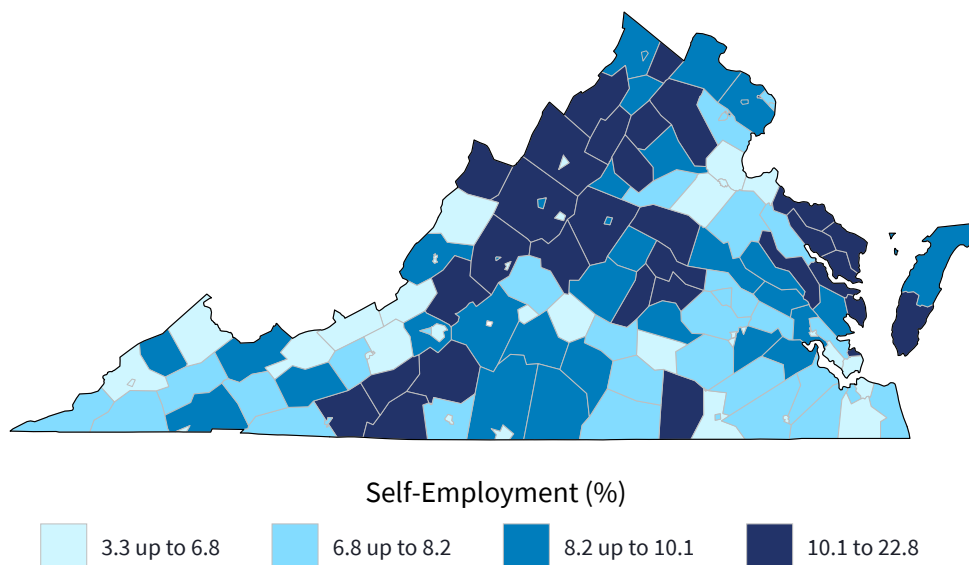 Self-Employment (%)
3.3 up to 6.8
6.8 up to 8.2
8.2 up to 10.1
10.1 to 22.8